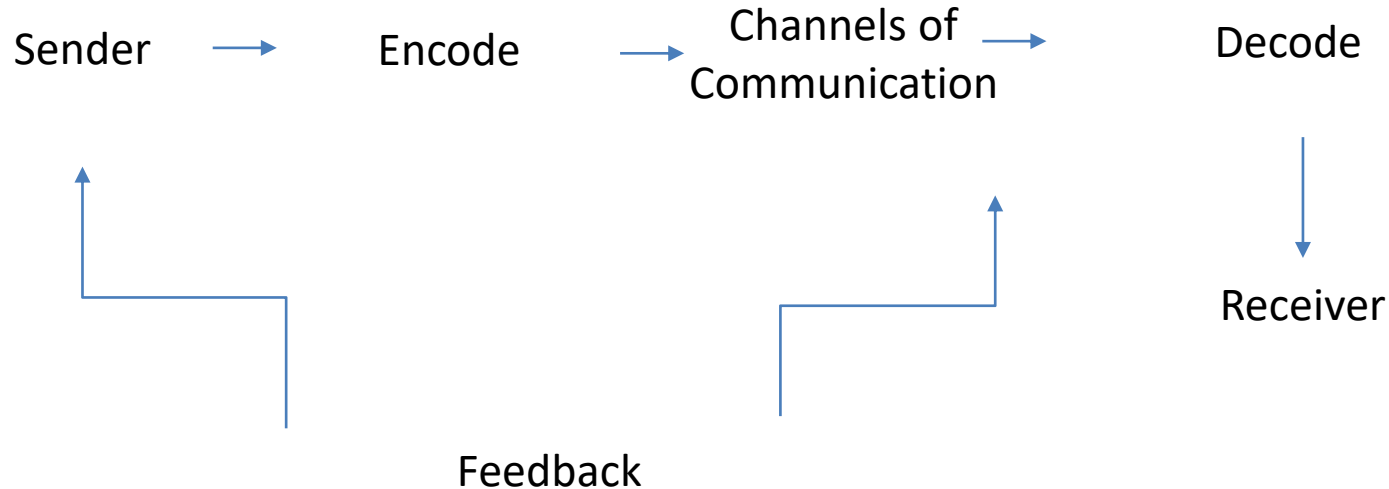 Sender
Encode
Channels of
Communication
Decode
Receiver
Feedback